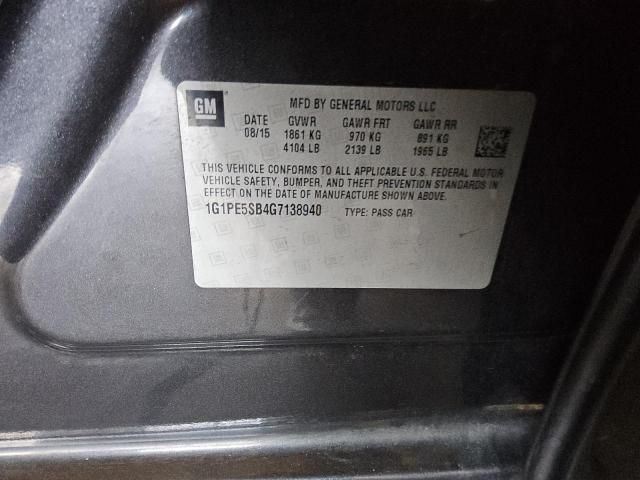 GM
MFD BY GENERAL MOTORS LLC
DATE GVWR GAWR FRT GAWR RR
08/15 1861 KG 970 KG 891 KG
4104 LB 2139 LB 1965 LB
THIS VEHICLE CONFORMS TO ALL APPLICABLE U.S. FEDERAL MOTOR
VEHICLE SAFETY, BUMPER, AND THEFT PREVENTION STANDARDS IN
EFFECT ON THE DATE OF MANUFACTURE SHOWN ABOVE.
1G1PE5SB4G7138940 TYPE: PASS CAR